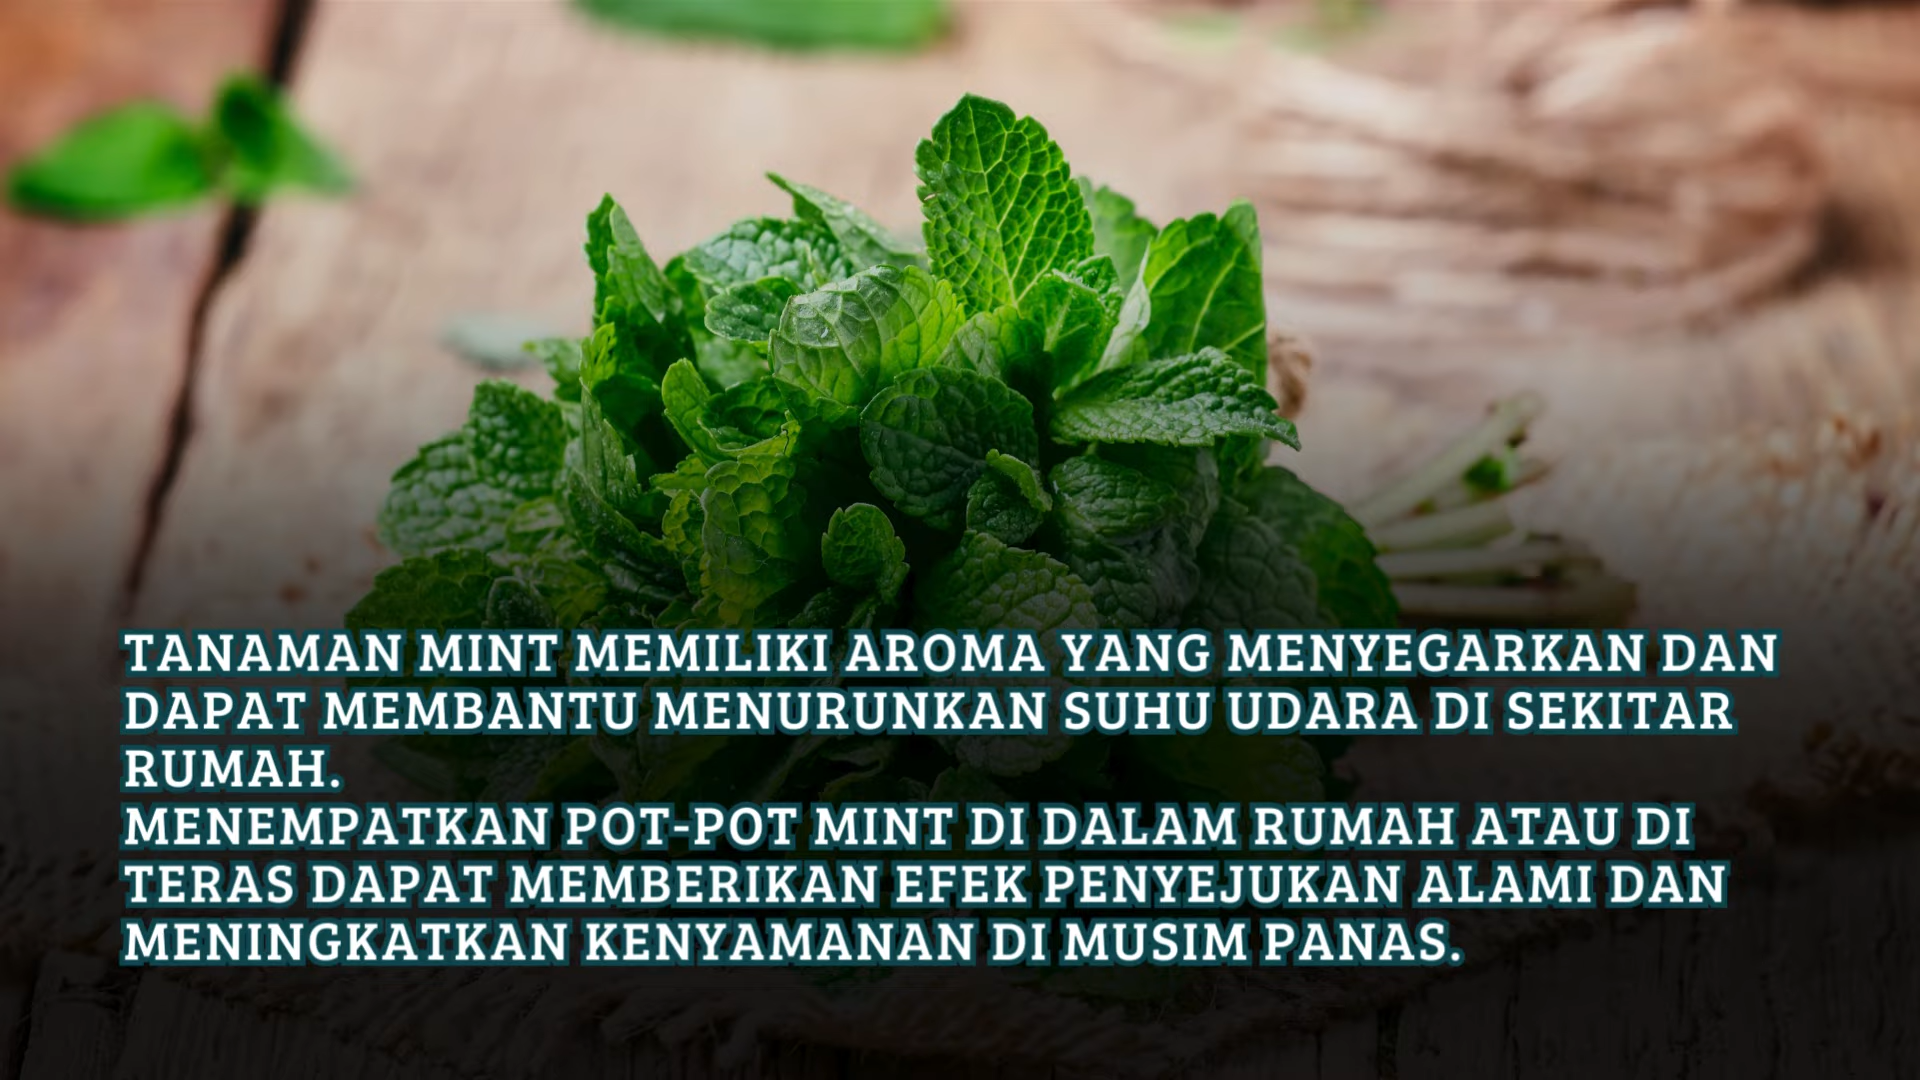 TANAMAN MINT MEMILIKI AROMA YANG MENYEGARKAN DAN
DAPAT MEMBANTU MENURUNKAN SUHU UDARA DI SEKITAR
RUMAH.
MENEMPATKAN POT-POT MINT DI DALAM RUMAH ATAU DI
TERAS DAPAT MEMBERIKAN EFEK PENYEJUKAN ALAMI DAN
MENINGKATKAN KENYAMANAN DI MUSIM PANAS.